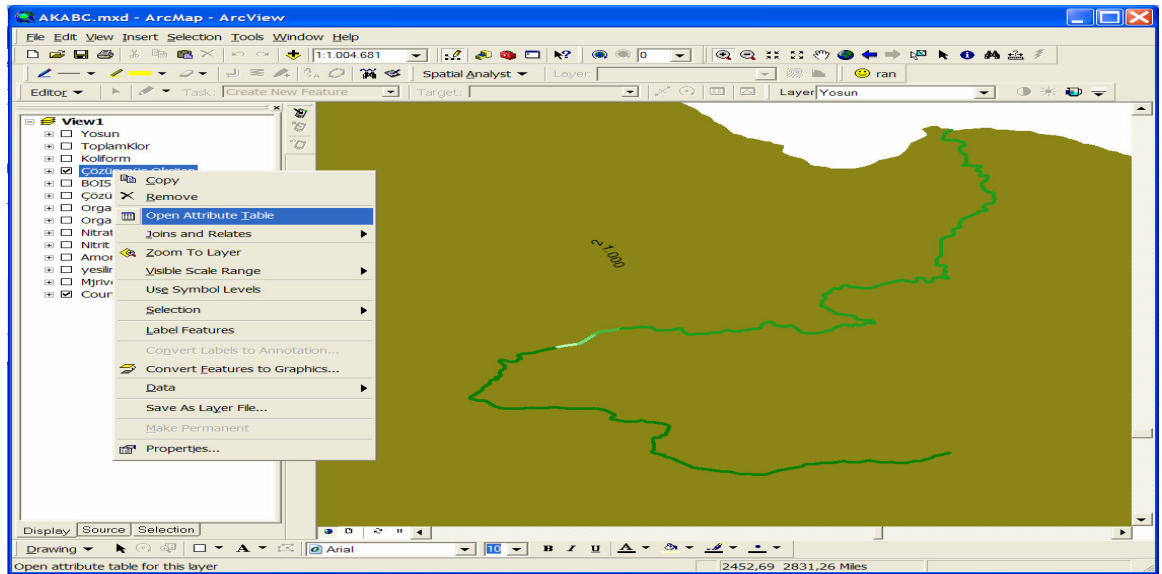 AKABC.mxd - ArcMap - ArcView
File Edit View Insert Selection Tools Window Help
1:1.004.681 0
Spatial Analyst Layer: ran
Editor Task: Create New Feature Target: Layer Yosun
View1
Yosun
ToplamKlor
Koliform
Çözünmüş Oksijen
BOI5
Çözü
Orga
Orga
Nitrat
Nitrit
Amor
yesilir
Mjrive
Cour
Copy
Remove
Open Attribute Table
Joins and Relates
Zoom To Layer
Visible Scale Range
Use Symbol Levels
Selection
Label Features
Convert Labels to Annotation...
Convert Features to Graphics...
Data
Save As Layer File...
Make Permanent
Properties...
1.000
Display Source Selection
Drawing A Arial 10 B I U A
Open attribute table for this layer 2452,69 2831,26 Miles